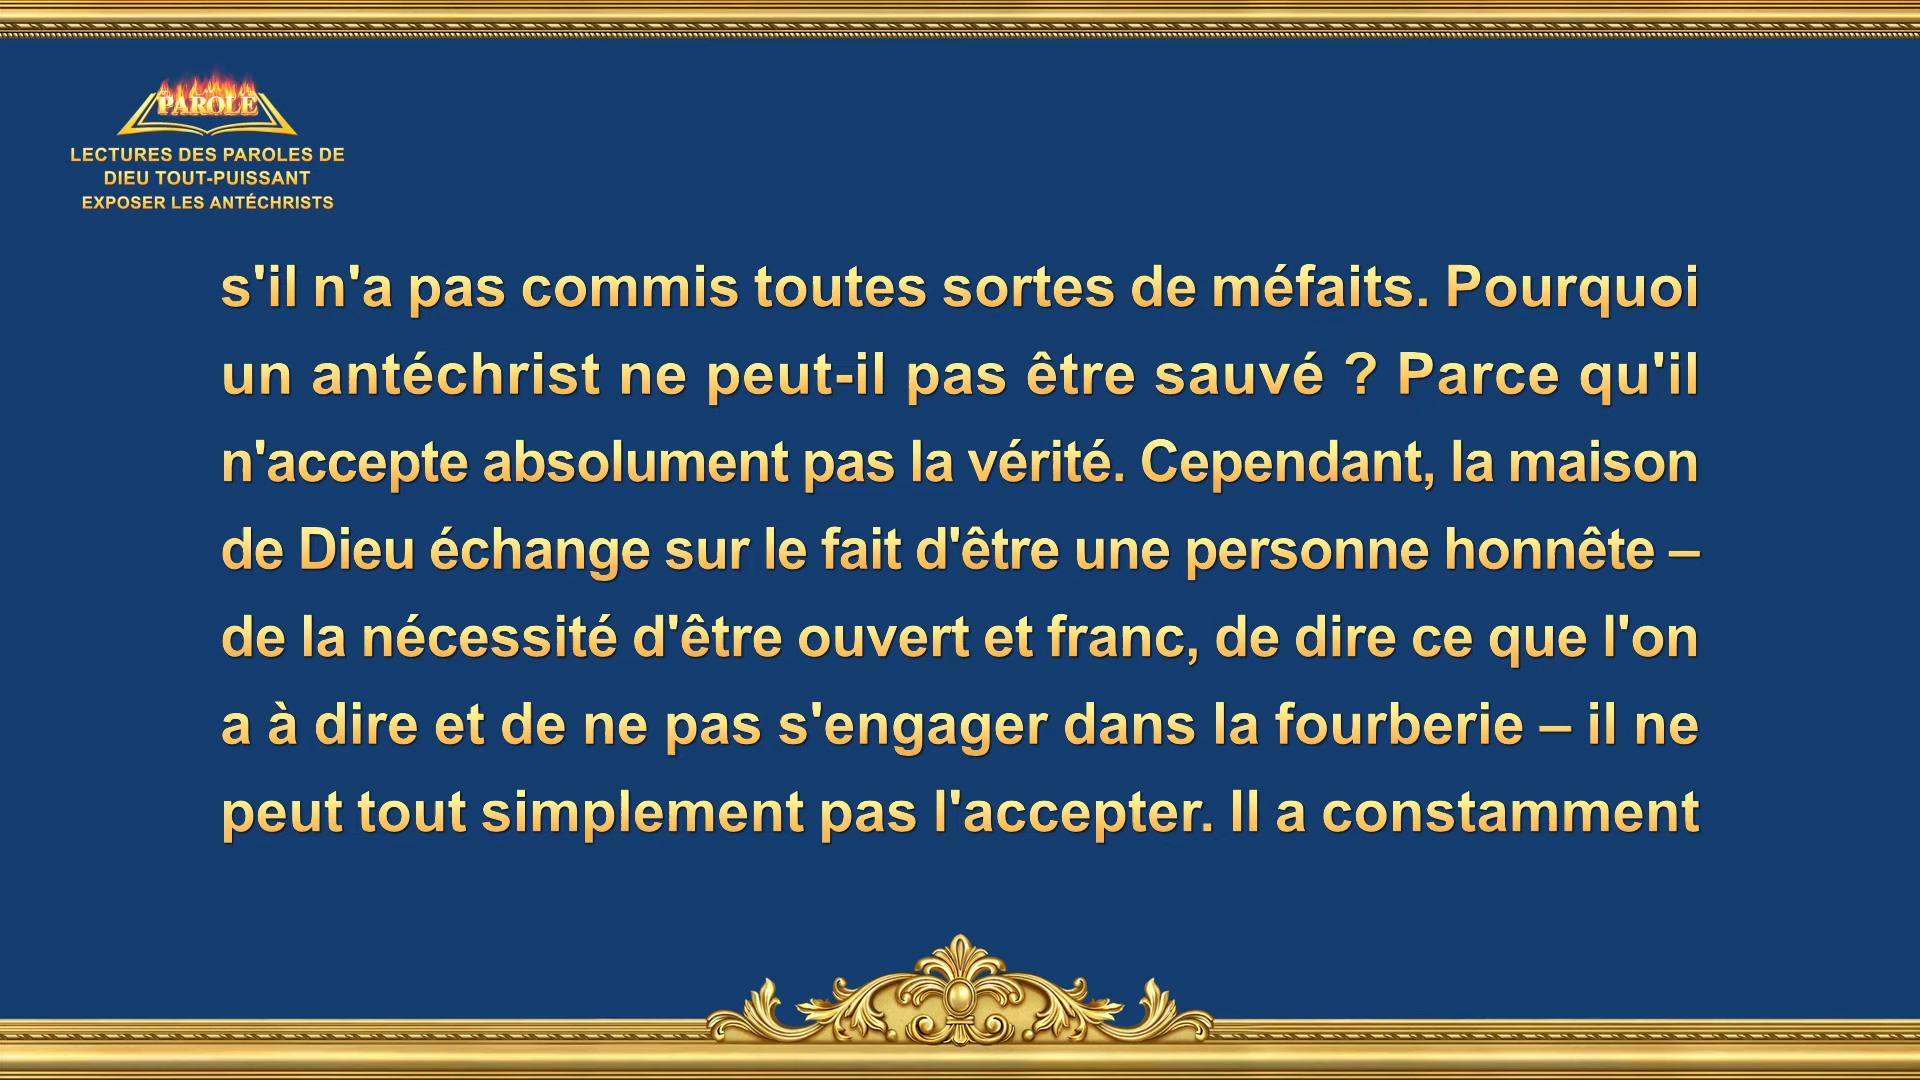 PAROLE
LECTURES DES PAROLES DE
DIEU TOUT-PUISSANT
EXPOSER LES ANTÉCHRISTS
s'il n'a pas commis toutes sortes de méfaits. Pourquoi
un antéchrist ne peut-il pas être sauvé ? Parce qu'il
n'accepte absolument pas la vérité. Cependant, la maison
de Dieu échange sur le fait d'être une personne honnête –
de la nécessité d'être ouvert et franc, de dire ce que l'on
a à dire et de ne pas s'engager dans la fourberie – il ne
peut tout simplement pas l'accepter. Il a constamment